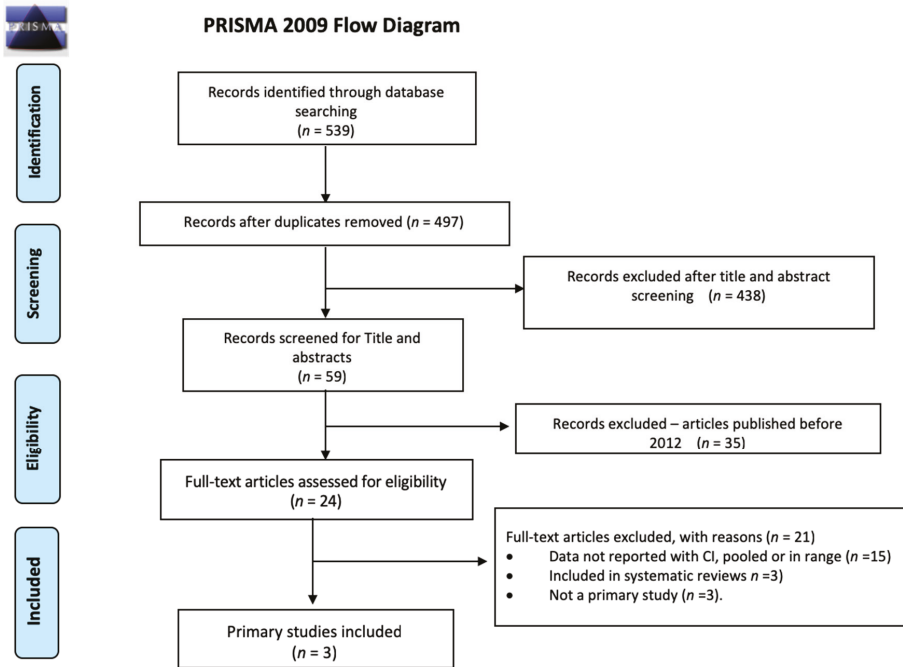 PRISMA
PRISMA 2009 Flow Diagram
Identification
Records identified through database
searching
(n = 539)
Records after duplicates removed (n = 497)
Screening
Records excluded after title and abstract
screening (n = 438)
Records screened for Title and
abstracts
(n = 59)
Eligibility
Records excluded – articles published before
2012 (n = 35)
Full-text articles assessed for eligibility
(n = 24)
Included
Full-text articles excluded, with reasons (n = 21)
• Data not reported with CI, pooled or in range (n =15)
• Included in systematic reviews n =3)
• Not a primary study (n =3).
Primary studies included
(n = 3)